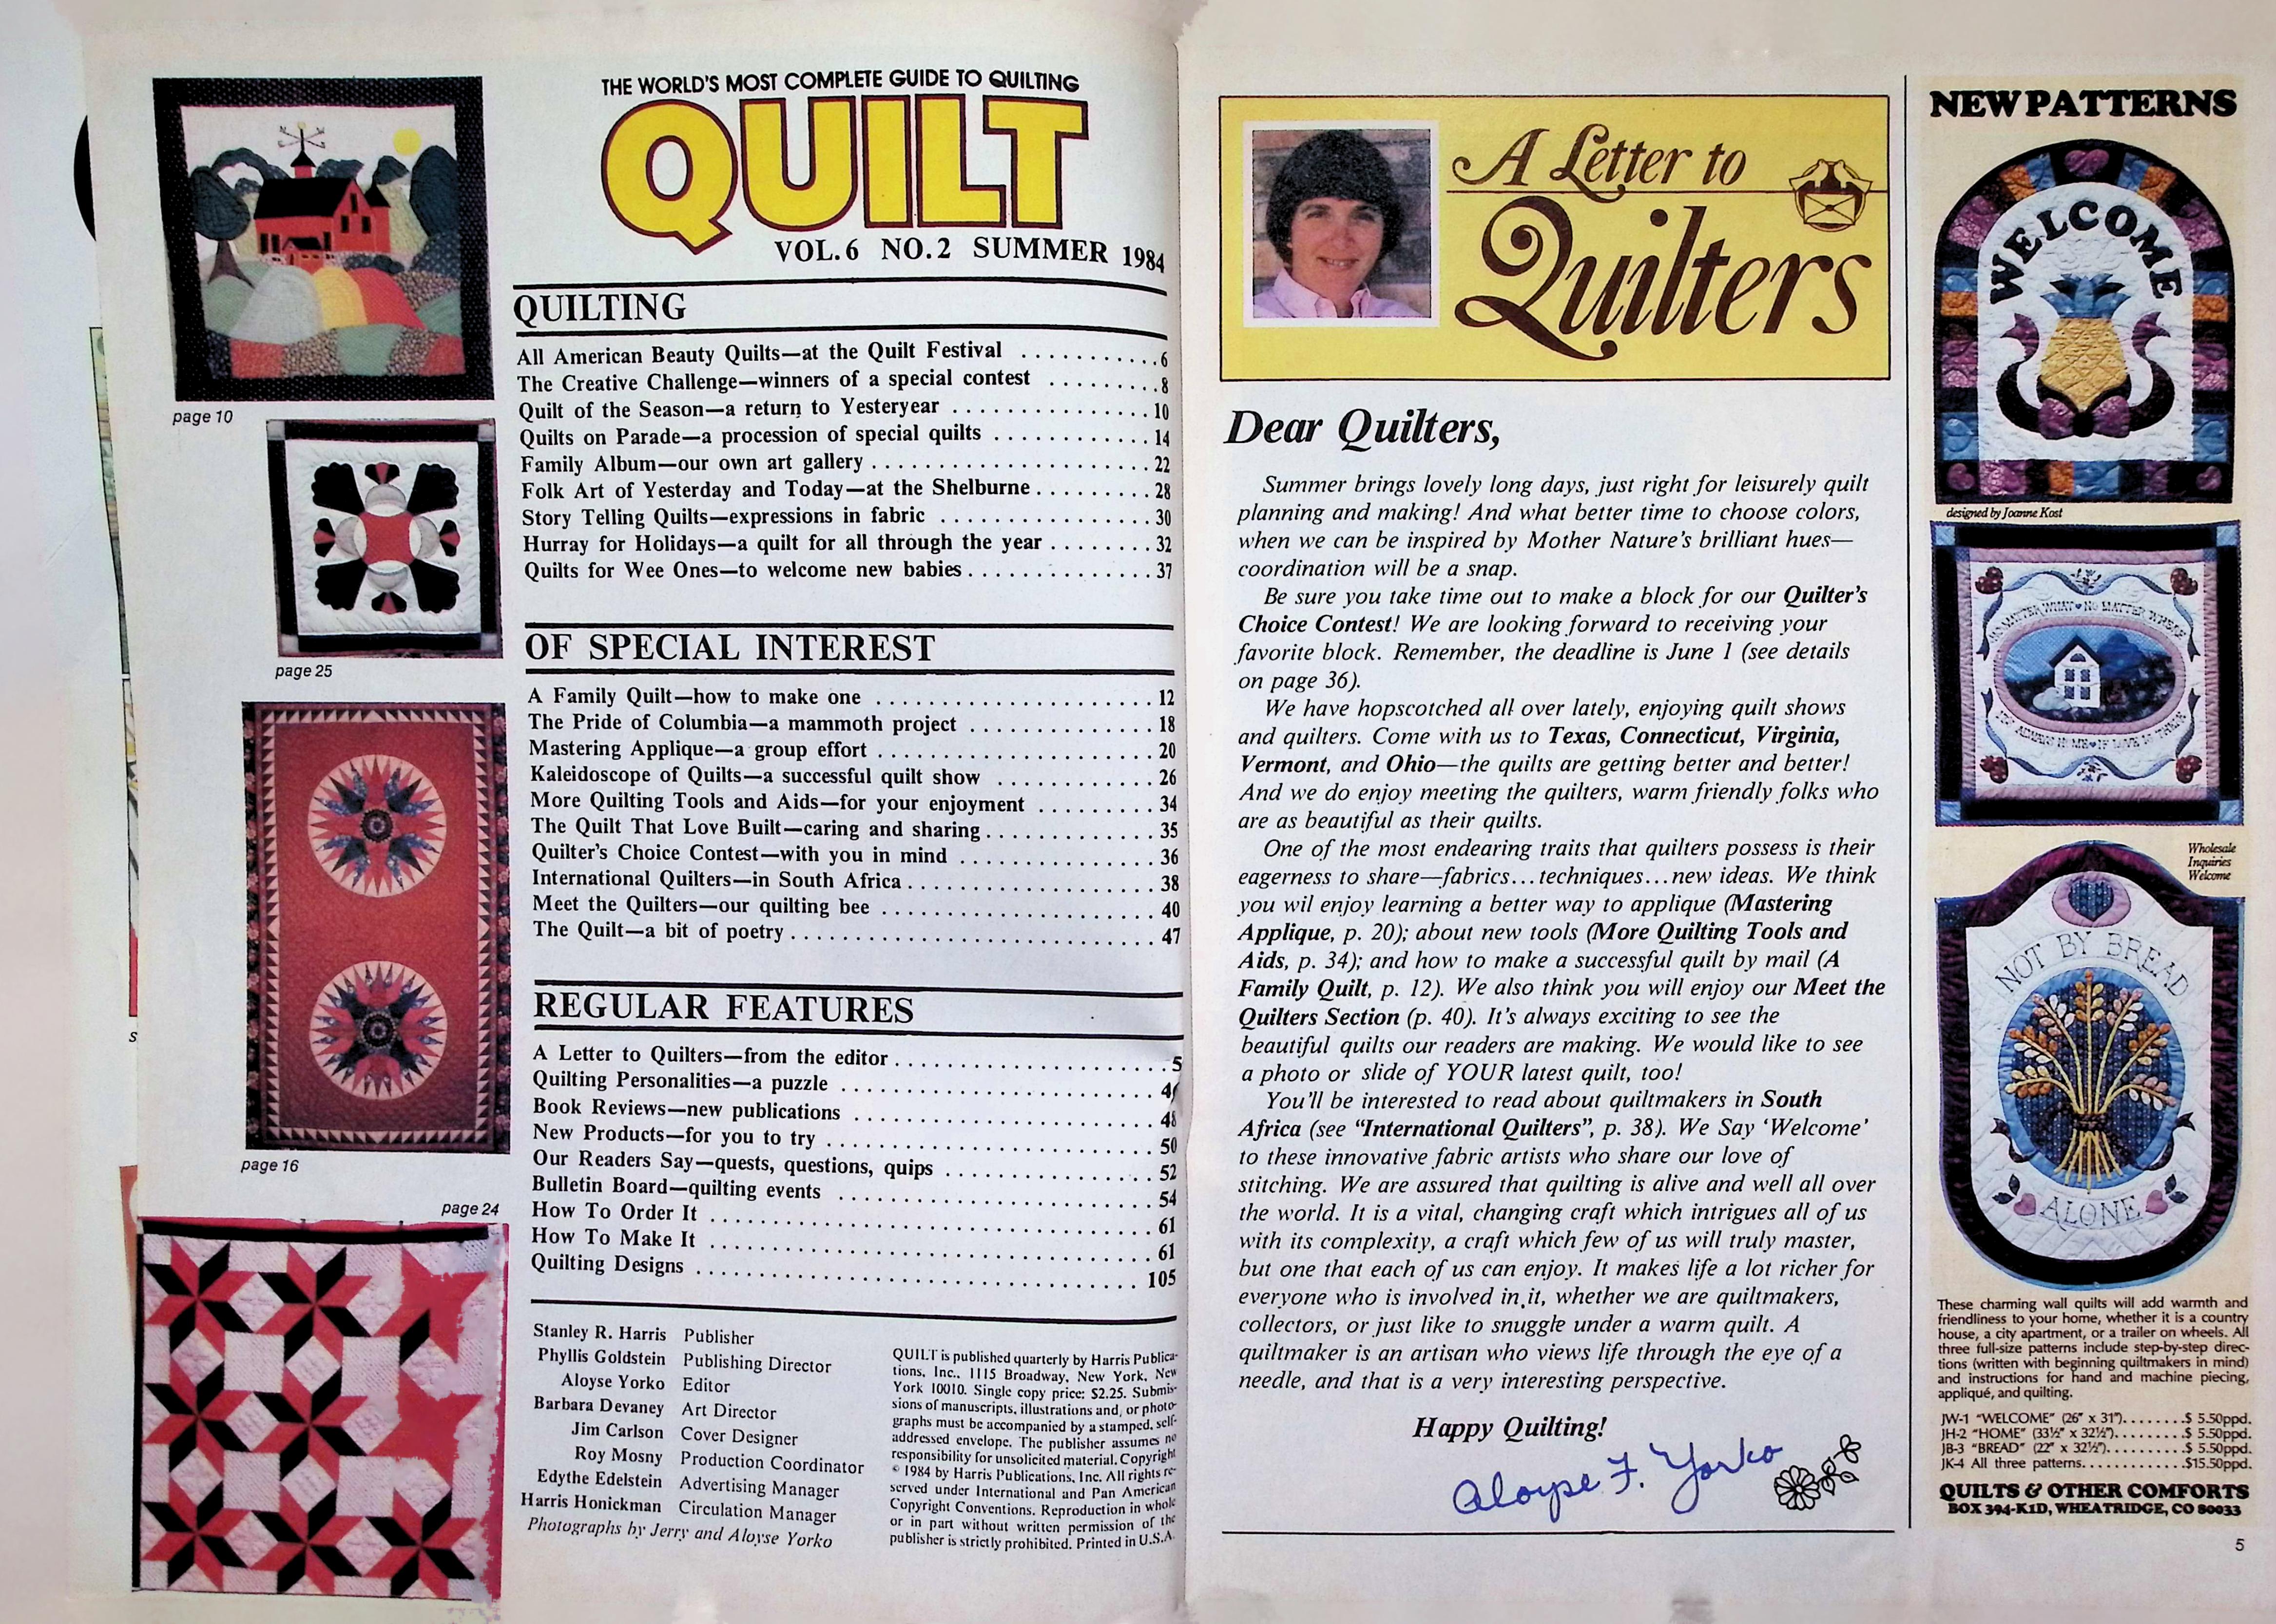 THE WORLD'S MOST COMPLETE GUIDE TO QUILTING
QUILT
VOL. 6 NO. 2 SUMMER 1984
page 10
page 25
page 16
page 24
QUILTING
All American Beauty Quilts—at the Quilt Festival ...........6
The Creative Challenge—winners of a special contest .........8
Quilt of the Season—a return to Yesteryear ...............10
Quilts on Parade—a procession of special quilts ............14
Family Album—our own art gallery.....................22
Folk Art of Yesterday and Today—at the Shelburne.........28
Story Telling Quilts—expressions in fabric ................30
Hurray for Holidays—a quilt for all through the year........32
Quilts for Wee Ones—to welcome new babies..............37
OF SPECIAL INTEREST
A Family Quilt—how to make one .......................12
The Pride of Columbia—a mammoth project ..............18
Mastering Applique—a group effort.....................20
Kaleidoscope of Quilts—a successful quilt show ............26
More Quilting Tools and Aids—for your enjoyment .........34
The Quilt That Love Built—caring and sharing.............35
Quilter's Choice Contest—with you in mind ...............36
International Quilters—in South Africa...................38
Meet the Quilters—our quilting bee .....................40
The Quilt—a bit of poetry............................47
REGULAR FEATURES
A Letter to Quilters—from the editor.....................5
Quilting Personalities—a puzzle ........................
Book Reviews—new publications .......................48
New Products—for you to try .........................50
Our Readers Say—quests, questions, quips ................52
Bulletin Board—quilting events ........................54
How To Order It .................................61
How To Make It .................................61
Quilting Designs ................................105
Stanley R. Harris Publisher
Phyllis Goldstein Publishing Director
Aloyse Yorko Editor
Barbara Devaney Art Director
Jim Carlson Cover Designer
Roy Mosny Production Coordinator
Edythe Edelstein Advertising Manager
Harris Honickman Circulation Manager
Photographs by Jerry and Aloyse Yorko
QUILT is published quarterly by Harris Publica-
tions, Inc., 1115 Broadway, New York, New
York 10010. Single copy price: $2.25. Submis-
sions of manuscripts, illustrations and, or photo-
graphs must be accompanied by a stamped, self-
addressed envelope. The publisher assumes no
responsibility for unsolicited material. Copyright
© 1984 by Harris Publications, Inc. All rights re-
served under International and Pan American
Copyright Conventions. Reproduction in whole
or in part without written permission of the
publisher is strictly prohibited. Printed in U.S.A.
A Letter to
Quilters
Dear Quilters,
Summer brings lovely long days, just right for leisurely quilt
planning and making! And what better time to choose colors,
when we can be inspired by Mother Nature's brilliant hues—
coordination will be a snap.
Be sure you take time out to make a block for our Quilter's
Choice Contest! We are looking forward to receiving your
favorite block. Remember, the deadline is June 1 (see details
on page 36).
We have hopscotched all over lately, enjoying quilt shows
and quilters. Come with us to Texas, Connecticut, Virginia,
Vermont, and Ohio—the quilts are getting better and better!
And we do enjoy meeting the quilters, warm friendly folks who
are as beautiful as their quilts.
One of the most endearing traits that quilters possess is their
eagerness to share—fabrics...techniques...new ideas. We think
you wil enjoy learning a better way to applique (Mastering
Applique, p. 20); about new tools (More Quilting Tools and
Aids, p. 34); and how to make a successful quilt by mail (A
Family Quilt, p. 12). We also think you will enjoy our Meet the
Quilters Section (p. 40). It's always exciting to see the
beautiful quilts our readers are making. We would like to see
a photo or slide of YOUR latest quilt, too!
You'll be interested to read about quiltmakers in South
Africa (see "International Quilters", p. 38). We Say 'Welcome'
to these innovative fabric artists who share our love of
stitching. We are assured that quilting is alive and well all over
the world. It is a vital, changing craft which intrigues all of us
with its complexity, a craft which few of us will truly master,
but one that each of us can enjoy. It makes life a lot richer for
everyone who is involved in it, whether we are quiltmakers,
collectors, or just like to snuggle under a warm quilt. A
quiltmaker is an artisan who views life through the eye of a
needle, and that is a very interesting perspective.
Happy Quilting!
Aloyse F. Yorko
NEW PATTERNS
WELCOME
designed by Joanne Kost
NO MATTER WHAT NO MATTER WHERE
ALWAYS HOME IF LOVE IS THERE
Wholesale
Inquiries
Welcome
NOT BY BREAD
ALONE
These charming wall quilts will add warmth and
friendliness to your home, whether it is a country
house, a city apartment, or a trailer on wheels. All
three full-size patterns include step-by-step direc-
tions (written with beginning quiltmakers in mind)
and instructions for hand and machine piecing,
appliqué, and quilting.
JW-1 "WELCOME" (26" x 31")........$ 5.50ppd.
JH-2 "HOME" (33½" x 32½").........$ 5.50ppd.
JB-3 "BREAD" (22" x 32½")..........$ 5.50ppd.
JK-4 All three patterns.............$15.50ppd.
QUILTS & OTHER COMFORTS
BOX 394-K1D, WHEATRIDGE, CO 80033
5